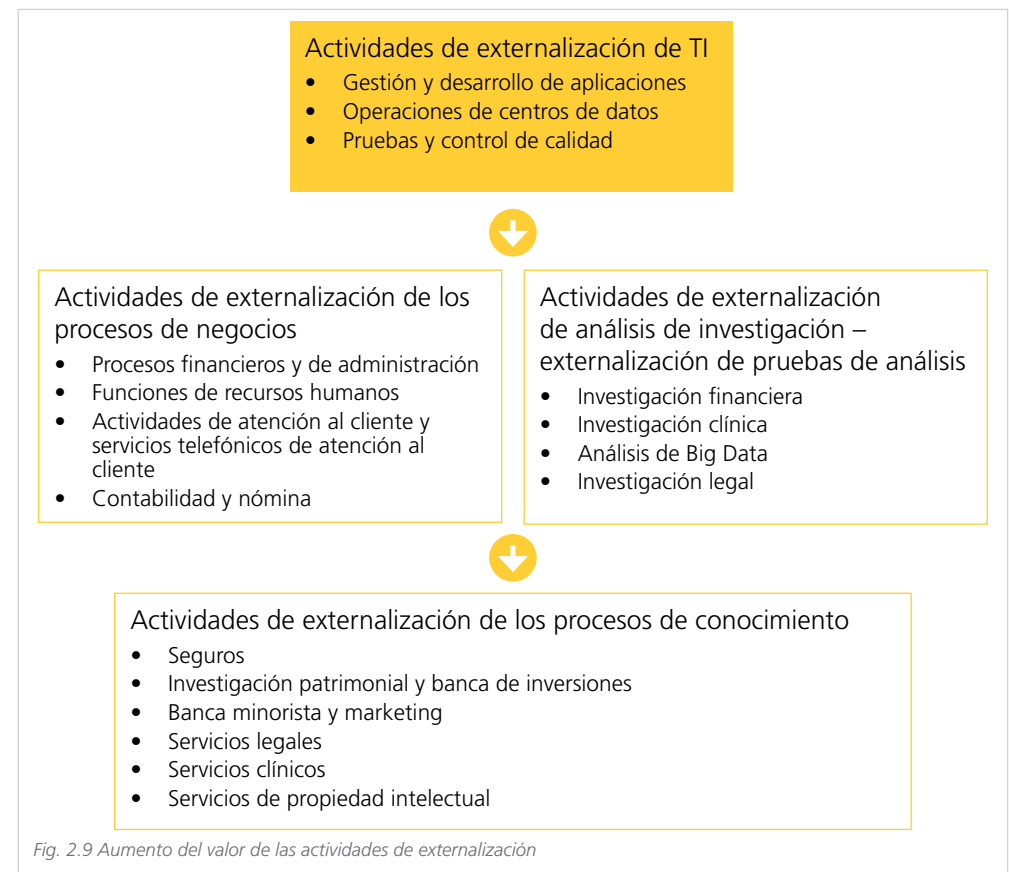 Actividades de externalización de TI
• Gestión y desarrollo de aplicaciones
• Operaciones de centros de datos
• Pruebas y control de calidad
Actividades de externalización de los
procesos de negocios
• Procesos financieros y de administración
• Funciones de recursos humanos
• Actividades de atención al cliente y
servicios telefónicos de atención al
cliente
• Contabilidad y nómina
Actividades de externalización
de análisis de investigación –
externalización de pruebas de análisis
• Investigación financiera
• Investigación clínica
• Análisis de Big Data
• Investigación legal
Actividades de externalización de los procesos de conocimiento
• Seguros
• Investigación patrimonial y banca de inversiones
• Banca minorista y marketing
• Servicios legales
• Servicios clínicos
• Servicios de propiedad intelectual
Fig. 2.9 Aumento del valor de las actividades de externalización